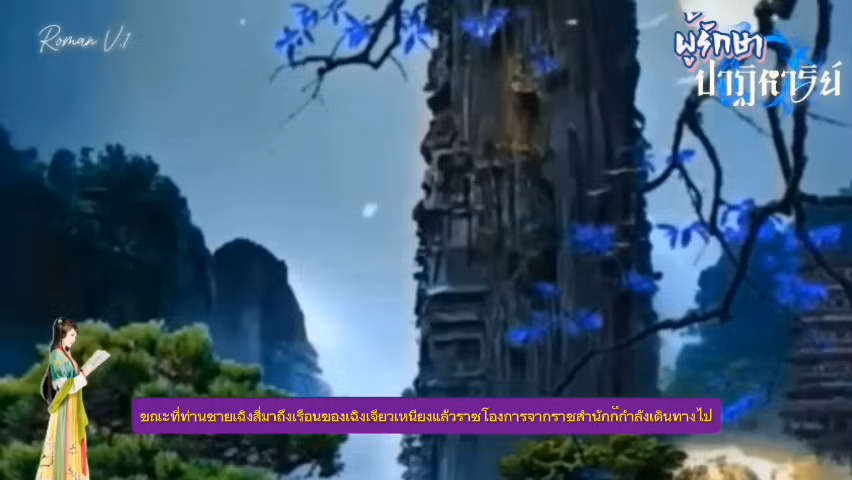 Roman V.1
ผู้รักษา
ปาฏิหาริย์
ขณะที่ท่านชายเฉิงสี่มาถึงเรือนของเฉิงเจียวเหนียงแล้วราชโองการจากราชสำนักก็กำลังเดินทางไป